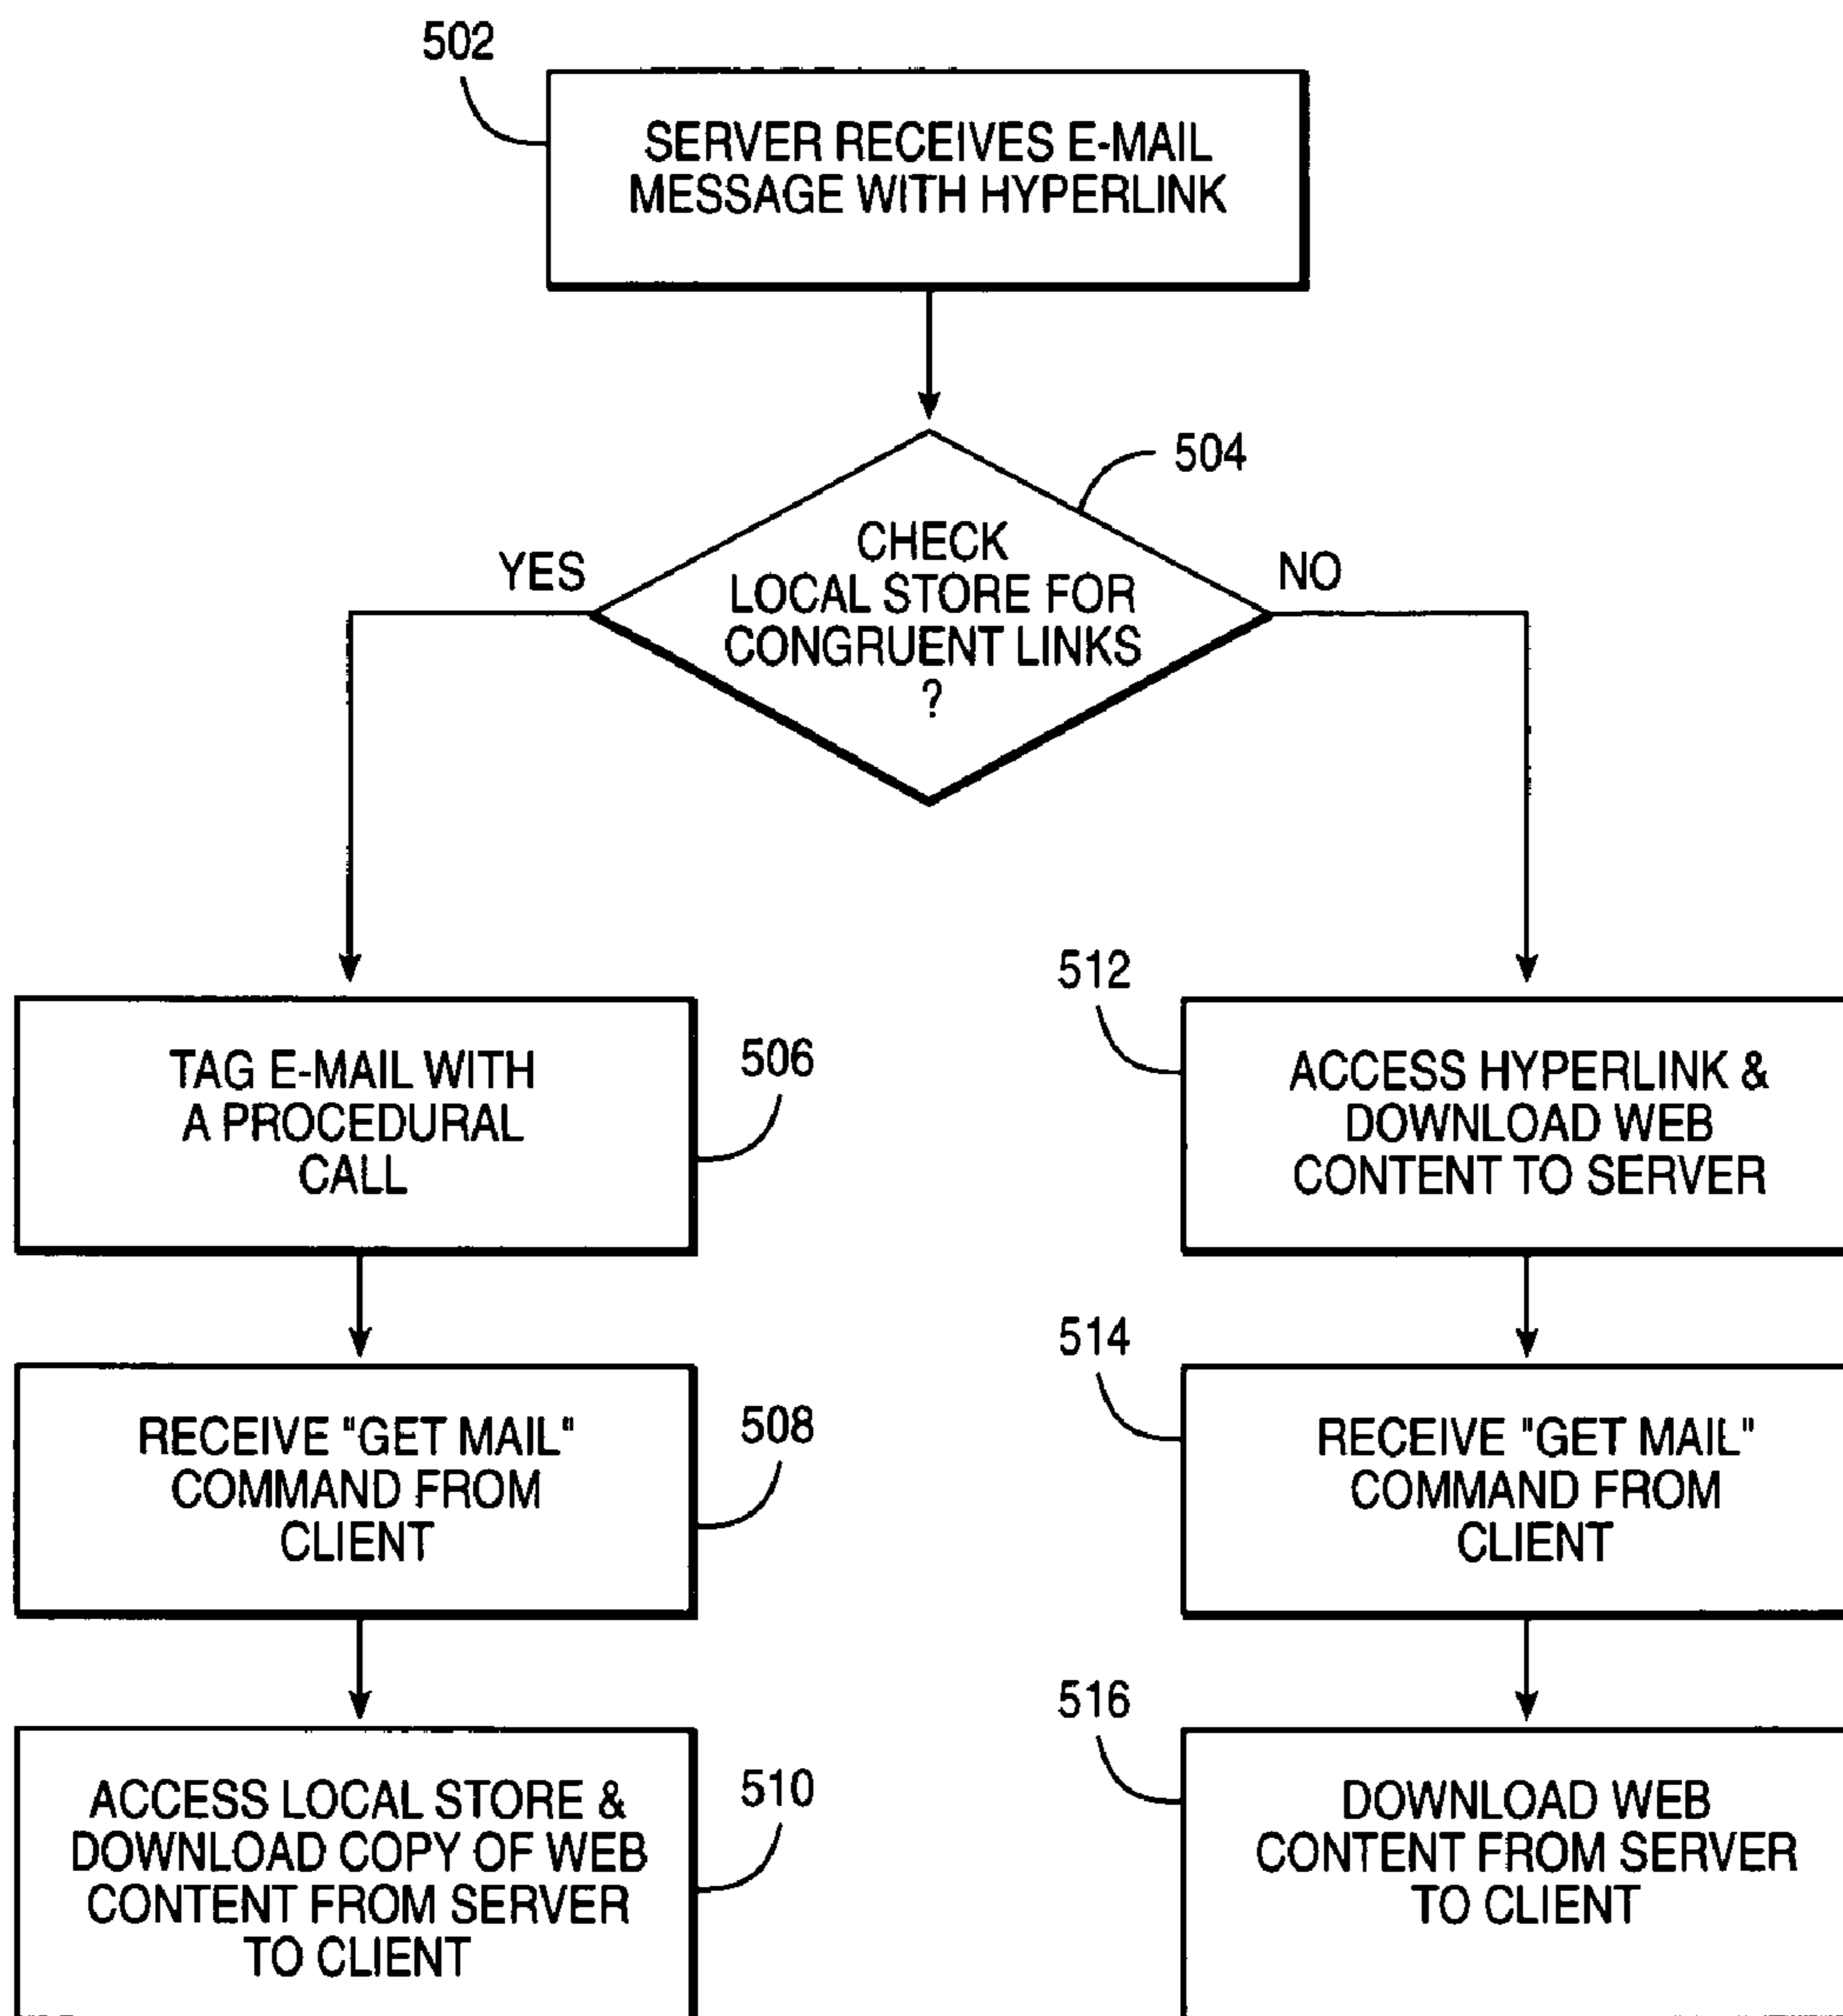 502
SERVER RECEIVES E-MAIL
MESSAGE WITH HYPERLINK
504
CHECK
LOCAL STORE FOR
CONGRUENT LINKS
?
YES
NO
TAG E-MAIL WITH
A PROCEDURAL
CALL
506
RECEIVE "GET MAIL"
COMMAND FROM
CLIENT
508
ACCESS LOCAL STORE &
DOWNLOAD COPY OF WEB
CONTENT FROM SERVER
TO CLIENT
510
512
ACCESS HYPERLINK &
DOWNLOAD WEB
CONTENT TO SERVER
514
RECEIVE "GET MAIL"
COMMAND FROM
CLIENT
516
DOWNLOAD WEB
CONTENT FROM SERVER
TO CLIENT